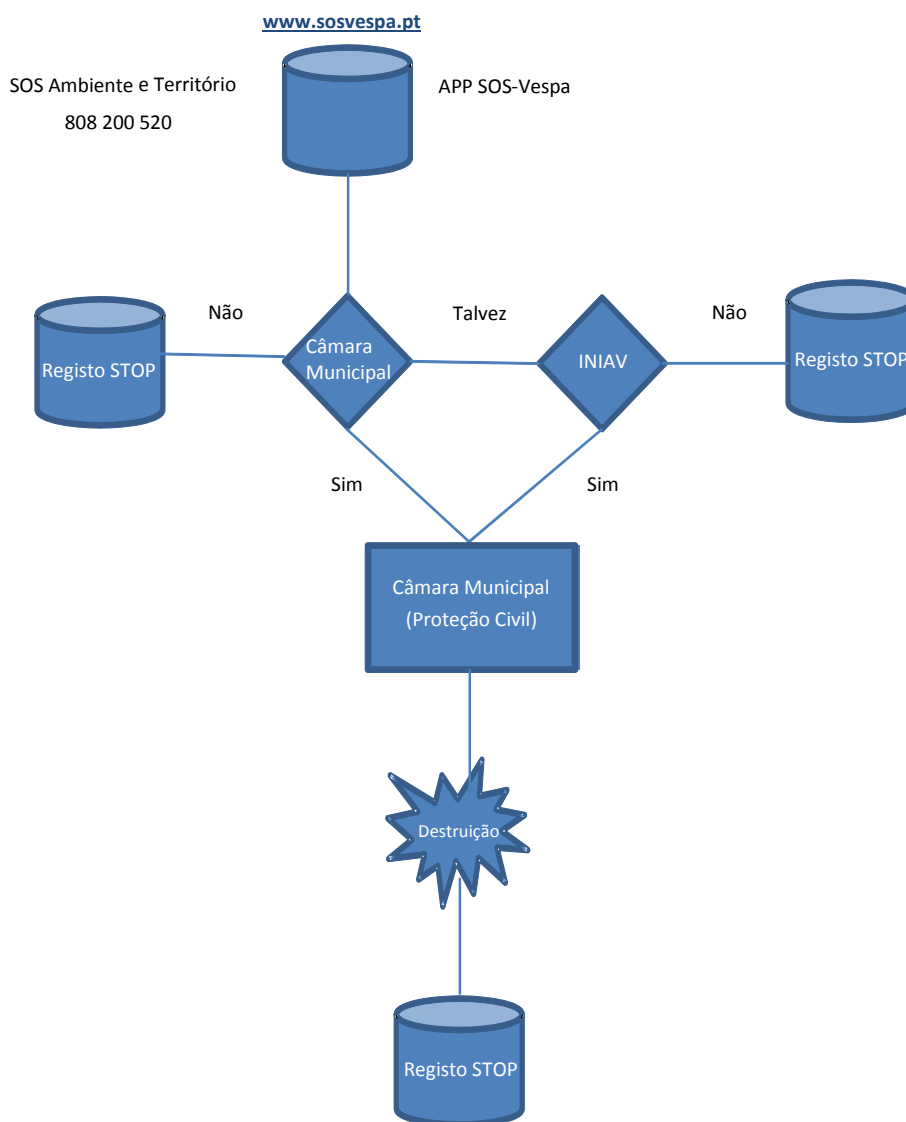 www.sosvespa.pt
SOS Ambiente e Território
808 200 520
APP SOS-Vespa
Não
Talvez
Não
Registo STOP
Câmara
Municipal
INIAV
Registo STOP
Sim
Sim
Câmara Municipal
(Proteção Civil)
Destruição
Registo STOP